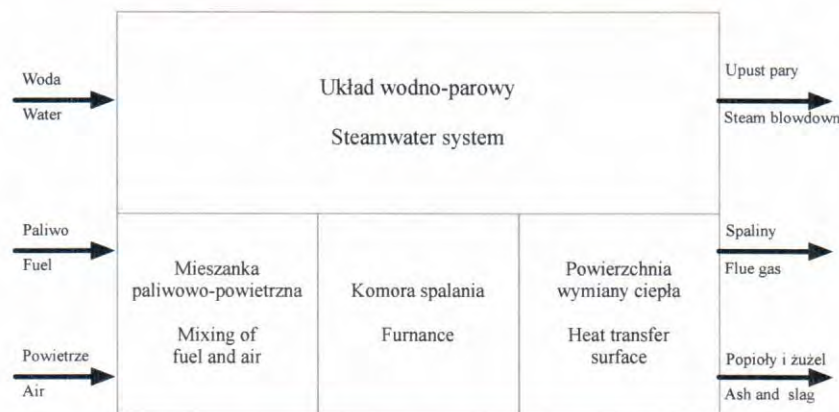 Woda
Water
Układ wodno-parowy
Steamwater system
Upust pary
Steam blowdown
Paliwo
Fuel
Powietrze
Air
Mieszanka
paliwowo-powietrzna
Mixing of
fuel and air
Komora spalania
Furnance
Powierzchnia
wymiany ciepła
Heat transfer
surface
Spaliny
Flue gas
Popioły i żużel
Ash and slag